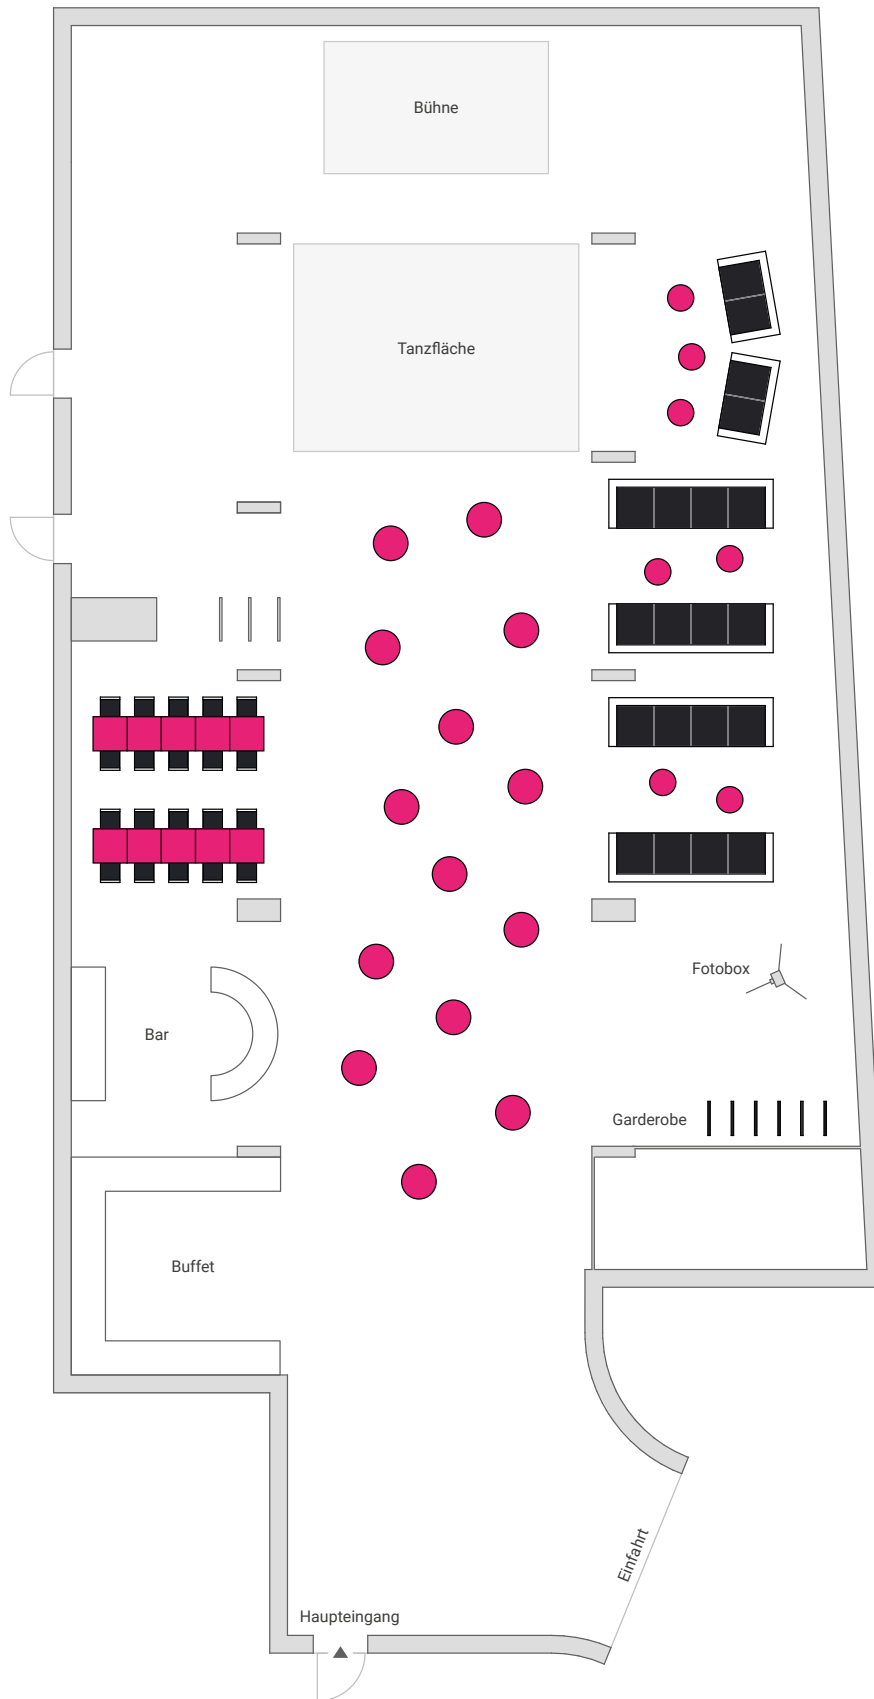 Bühne
Tanzfläche
Fotobox
Bar
Garderobe
Buffet
Einfahrt
Haupteingang